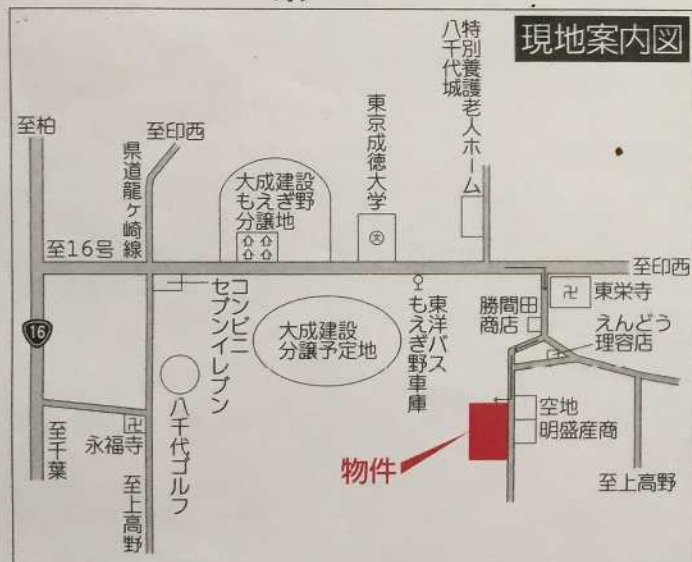 現地案内図
特別養護老人ホーム
八千代城
至柏
至印西
県道龍ヶ崎線
大成建設
もえぎ野
分譲地
東京成徳大学
文
至16号
至印西
16
コンビニ
セブンイレブン
大成建設
分譲予定地
東洋バス
もえぎ野車庫
勝間田
商店
卍
東栄寺
えんどう
理容店
八千代ゴルフ
卍
永福寺
至千葉
至上高野
物件
空地
明盛産商
至上高野